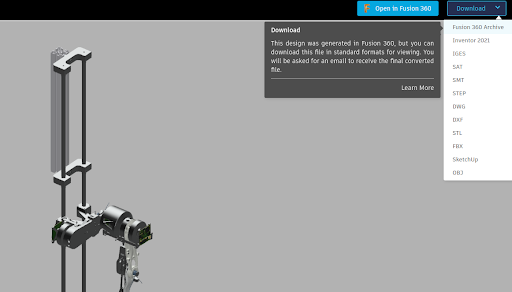 Open in Fusion 360
Download
Download
This design was generated in Fusion 360, but you can
download this file in standard formats for viewing. You
will be asked for an email to receive the final converted
file.
Learn More
Fusion 360 Archive
Inventor 2021
IGES
SAT
SMT
STEP
DWG
DXF
STL
FBX
SketchUp
OBJ